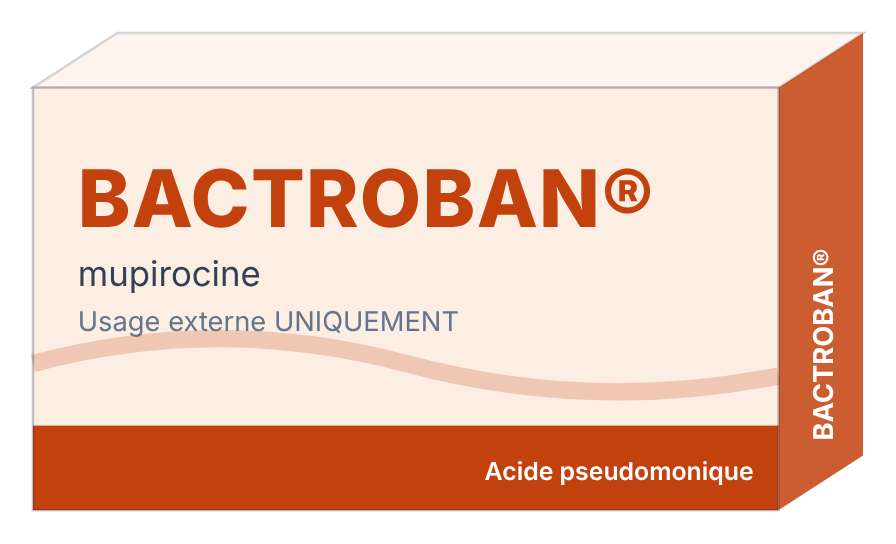 BACTROBAN®
mupirocine
Usage externe UNIQUEMENT
Acide pseudomonique
BACTROBAN®